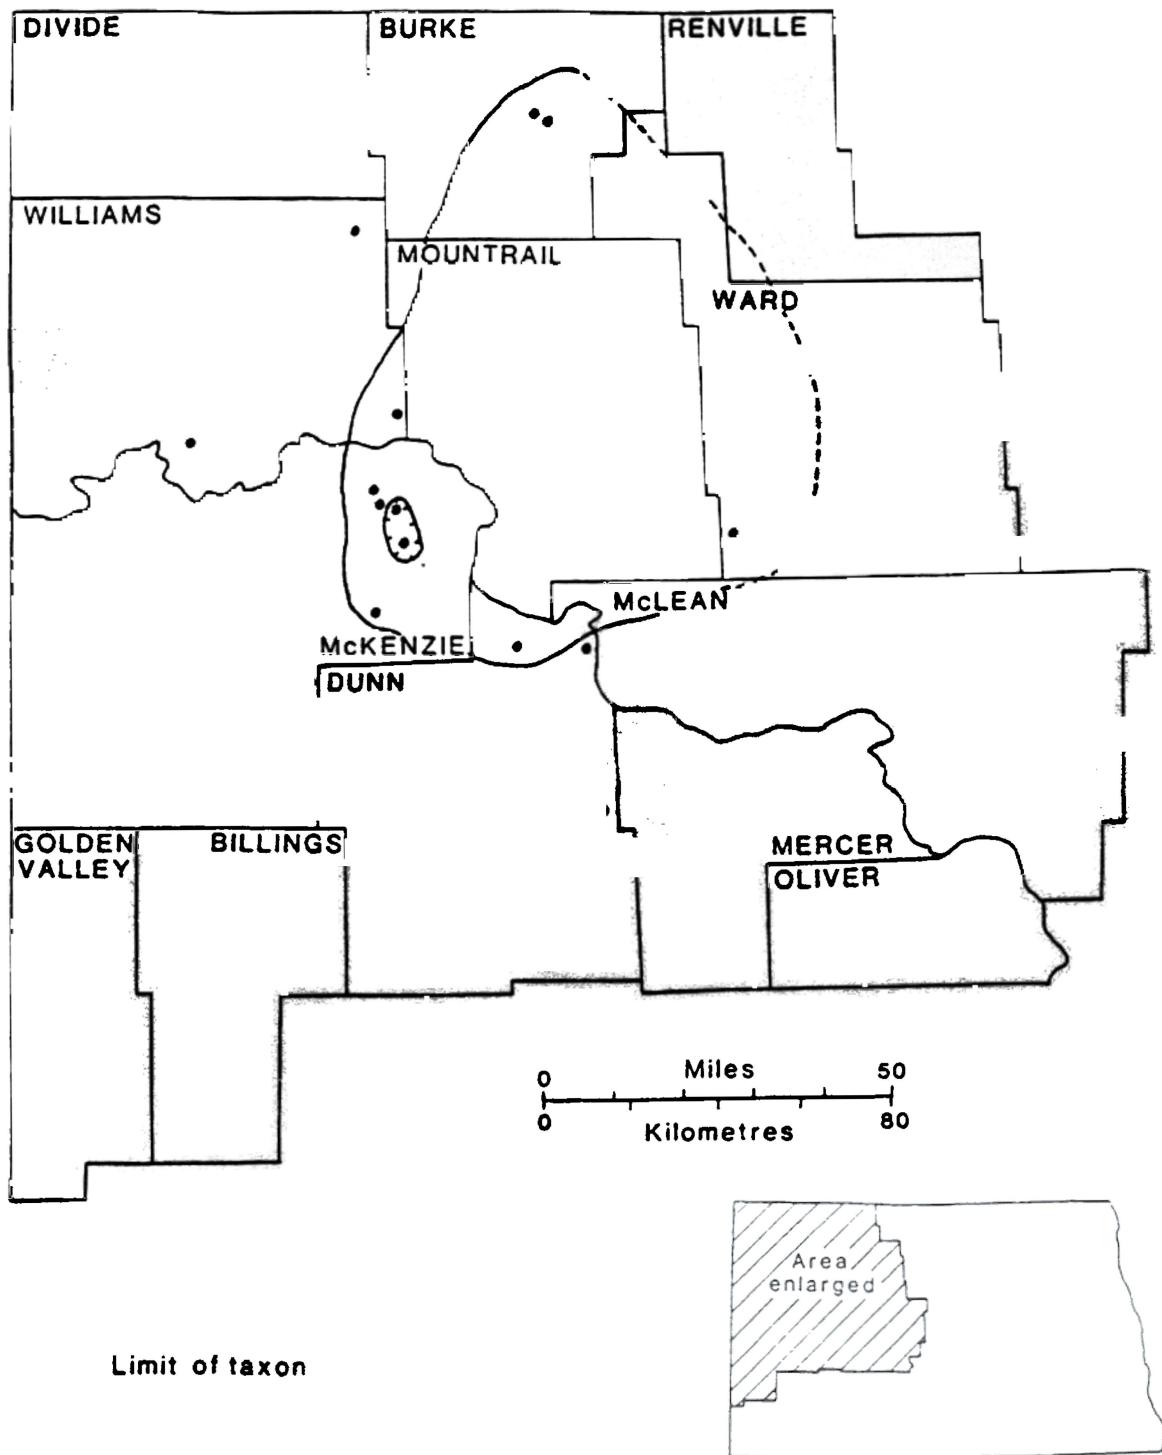 DIVIDE
BURKE
RENVILLE
WILLIAMS
MOUNTRAIL
WARD
McLEAN
McKENZIE
DUNN
GOLDEN
VALLEY
BILLINGS
MERCER
OLIVER
0 Miles 50
0 Kilometres 80
Area
enlarged
Limit of taxon